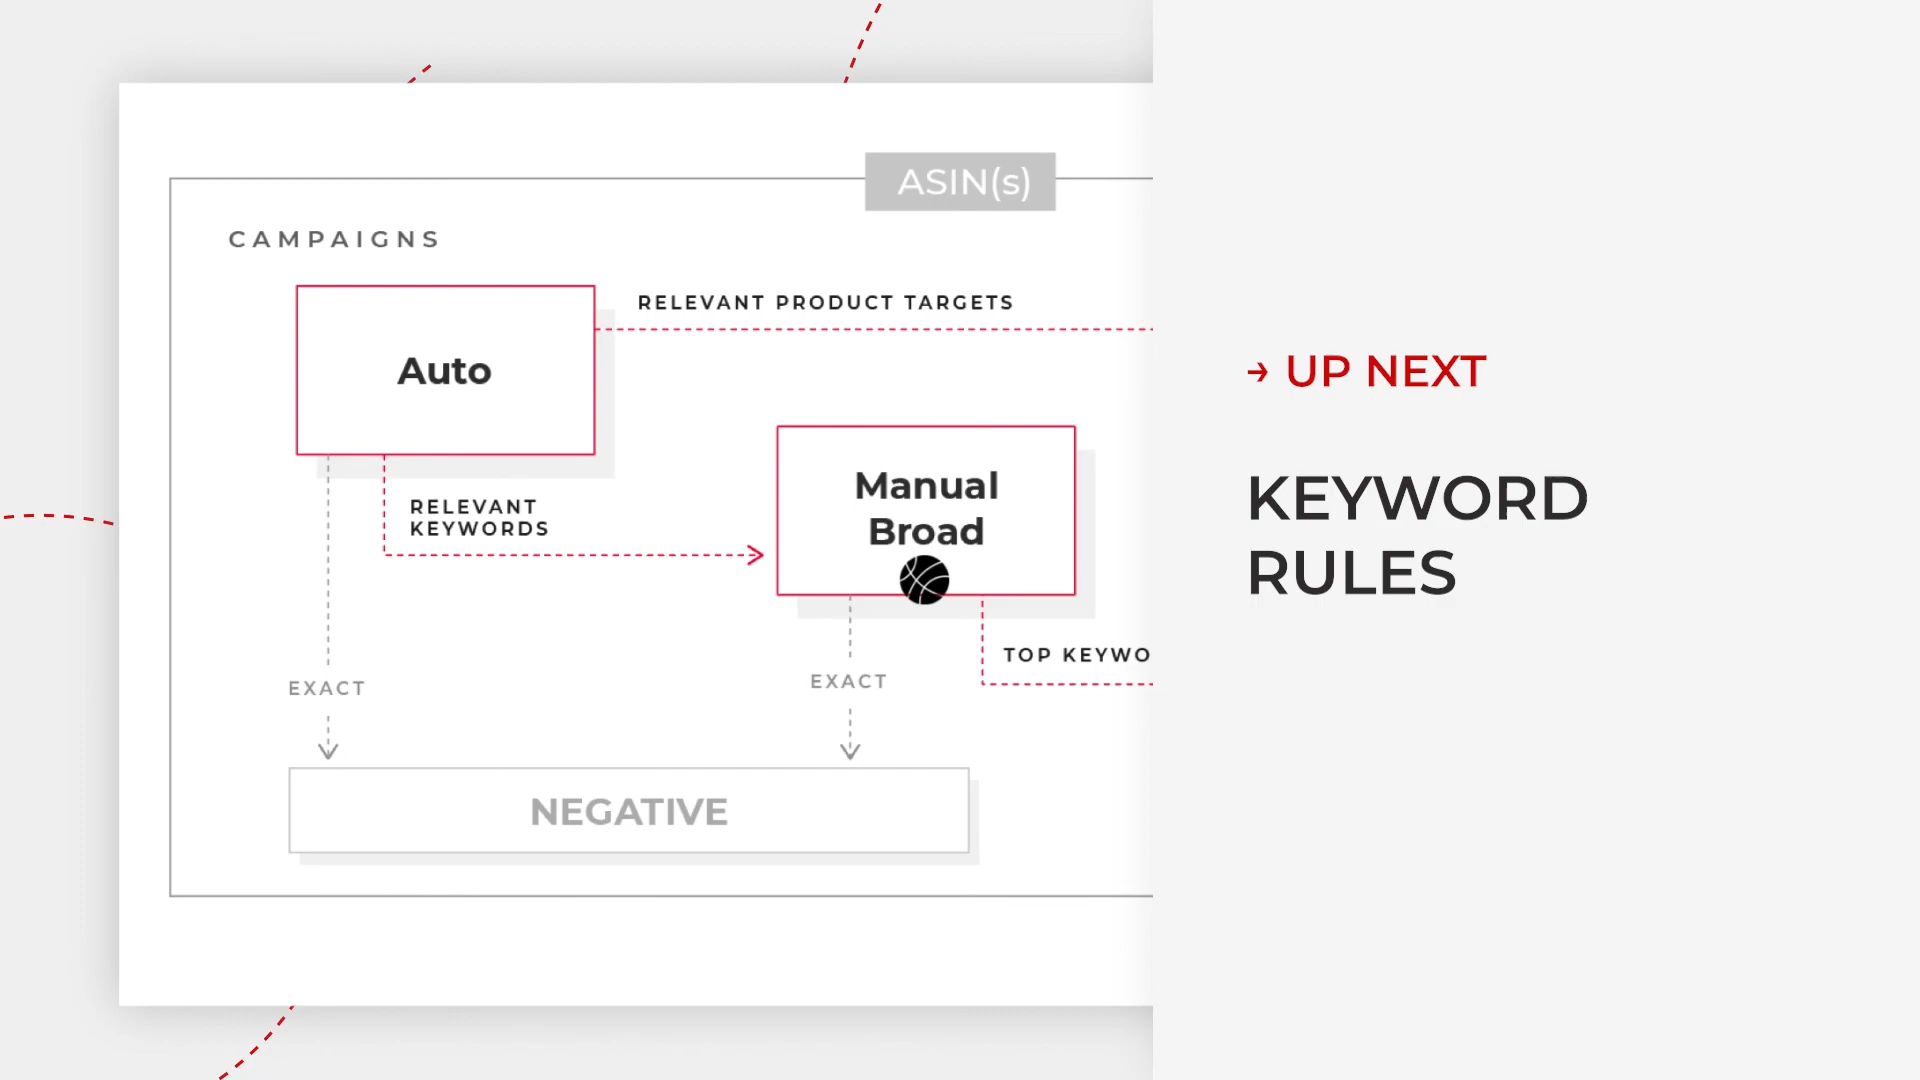 ASIN(s)
CAMPAIGNS
RELEVANT PRODUCT TARGETS
Auto
RELEVANT
KEYWORDS
Manual
Broad
TOP KEYWO
EXACT
EXACT
NEGATIVE
→ UP NEXT
KEYWORD
RULES